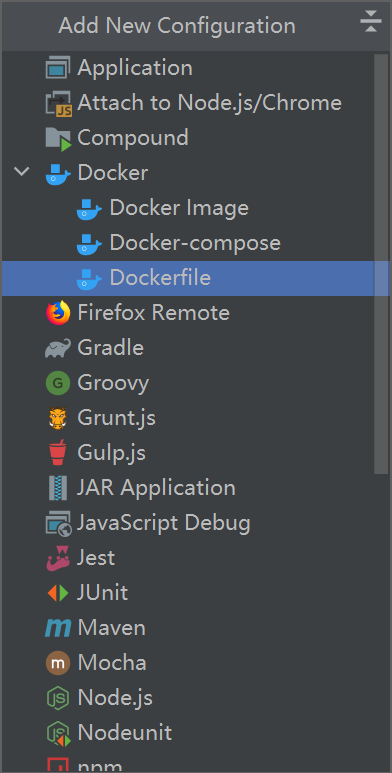 Add New Configuration
Application
Attach to Node.js/Chrome
Compound
Docker
Docker Image
Docker-compose
Dockerfile
Firefox Remote
Gradle
Groovy
Grunt.js
Gulp.js
JAR Application
JavaScript Debug
Jest
JUnit
Maven
Mocha
Node.js
Nodeunit
npm